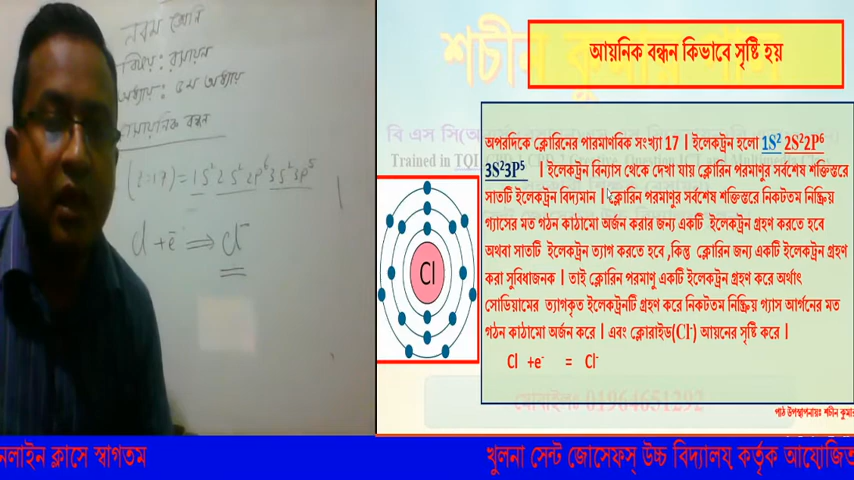 নবম শ্রেণি
বিষয়: রসায়ন
অধ্যায়: ৫ম অধ্যায়
বন্ধন
(z=17) = 1S² 2S² 2P⁶ 3S² 3P⁵
Cl + e⁻ ⟹ Cl⁻
আয়নিক বন্ধন কিভাবে সৃষ্টি হয়
বি এস সি
Trained in TQI
অপরদিকে ক্লোরিনের পারমাণবিক সংখ্যা 17 । ইলেকট্রন হলো 1S² 2S²2P⁶
3S²3P⁵ । ইলেকট্রন বিন্যাস থেকে দেখা যায় ক্লোরিন পরমাণুর সর্বশেষ শক্তিস্তরে
সাতটি ইলেকট্রন বিদ্যমান । ক্লোরিন পরমাণুর সর্বশেষ শক্তিস্তরে নিকটতম নিষ্ক্রিয়
গ্যাসের মত গঠন কাঠামো অর্জন করার জন্য একটি ইলেকট্রন গ্রহণ করতে হবে
অথবা সাতটি ইলেকট্রন ত্যাগ করতে হবে ,কিন্তু ক্লোরিন জন্য একটি ইলেকট্রন গ্রহণ
করা সুবিধাজনক । তাই ক্লোরিন পরমাণু একটি ইলেকট্রন গ্রহণ করে অর্থাৎ
সোডিয়ামের ত্যাগকৃত ইলেকট্রনটি গ্রহণ করে নিকটতম নিষ্ক্রিয় গ্যাস আর্গনের মত
গঠন কাঠামো অর্জন করে । এবং ক্লোরাইড(Cl⁻) আয়নের সৃষ্টি করে ।
Cl +e⁻ = Cl⁻
Cl
মোবাইলঃ 01964651292
পাঠ উপস্থাপনায়ঃ শচীন কুমার
নলাইন ক্লাসে স্বাগতম
খুলনা সেন্ট জোসেফস্ উচ্চ বিদ্যালয় কর্তৃক আয়োজিত